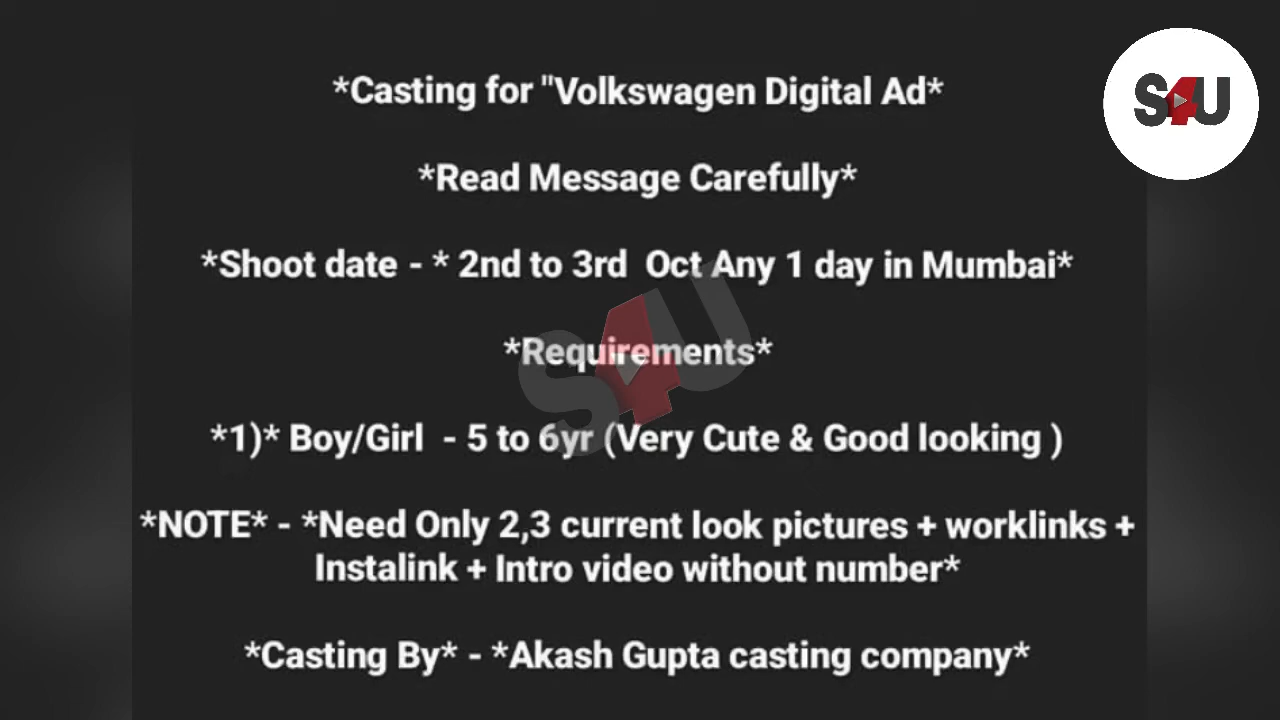 S4U
*Casting for "Volkswagen Digital Ad*
*Read Message Carefully*
*Shoot date - * 2nd to 3rd  Oct Any 1 day in Mumbai*
S4U
*Requirements*
*1)* Boy/Girl  - 5 to 6yr (Very Cute & Good looking )
*NOTE* - *Need Only 2,3 current look pictures + worklinks +
Instalink + Intro video without number*
*Casting By* - *Akash Gupta casting company*